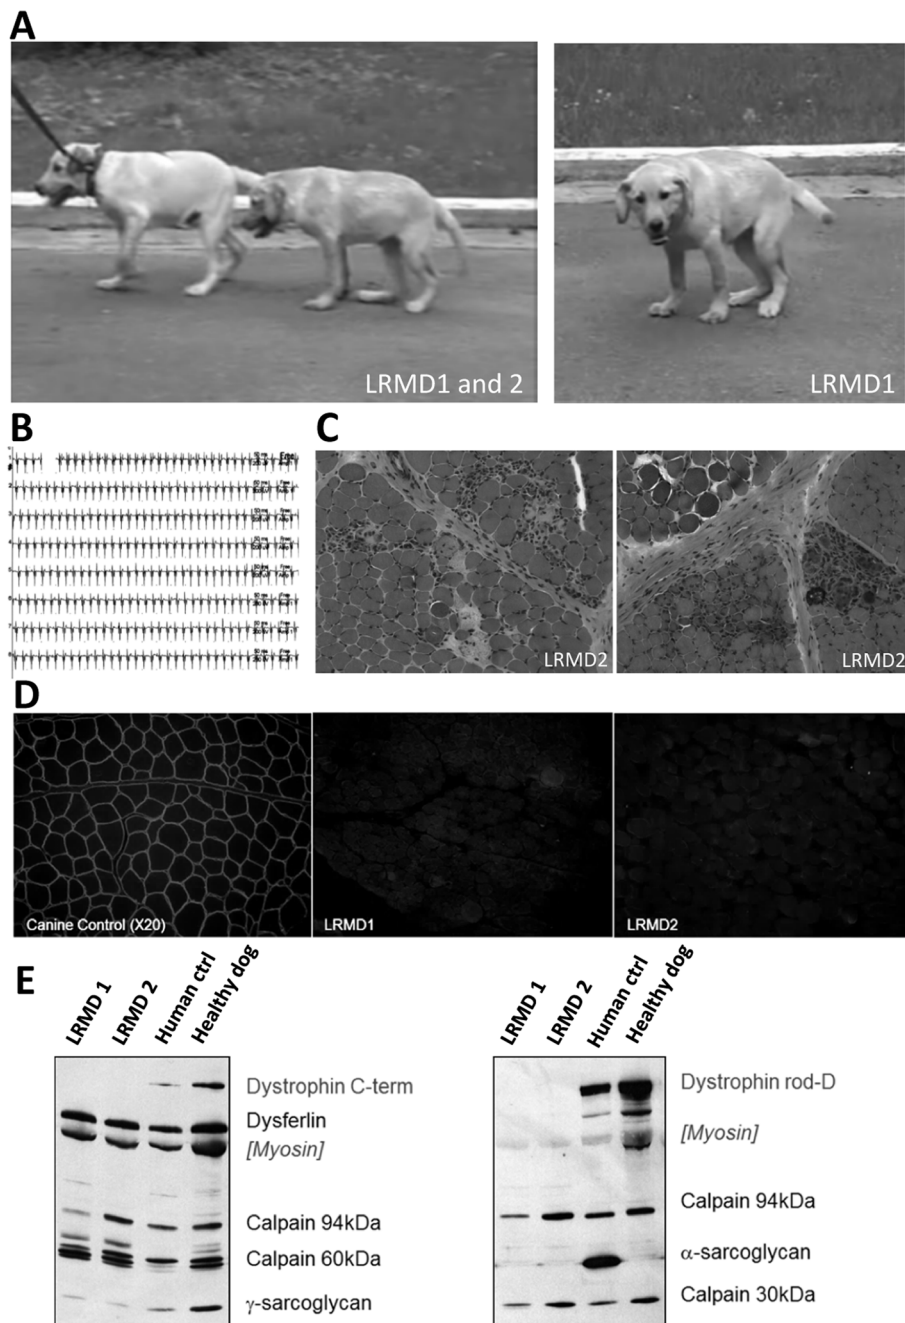 A
LRMD1 and 2
LRMD1
B
C
LRMD2
LRMD2
D
Canine Control (X20)
LRMD1
LRMD2
E
LRMD 1
LRMD 2
Human ctrl
Healthy dog
Dystrophin C-term
Dysferlin
[Myosin]
Calpain 94kDa
Calpain 60kDa
γ-sarcoglycan
LRMD 1
LRMD 2
Human ctrl
Healthy dog
Dystrophin rod-D
[Myosin]
Calpain 94kDa
α-sarcoglycan
Calpain 30kDa